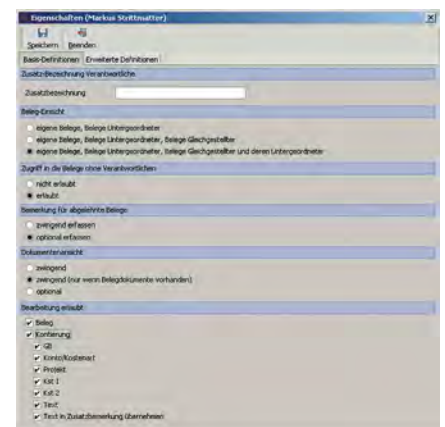 Eigenschaften (Markus Strittmatter)
Speichern Beenden
Basis-Definitionen Erweiterte Definitionen
Zusatz-Bezeichnung Verantwortliche
Zusatzbezeichnung
Beleg-Einsicht
eigene Belege, Belege Untergeordneter
eigene Belege, Belege Untergeordneter, Belege Gleichgestellter
eigene Belege, Belege Untergeordneter, Belege Gleichgestellter und deren Untergeordneter
Zugriff in die Belege ohne Verantwortlichen
nicht erlaubt
erlaubt
Bemerkung für abgelehnte Belege
zwingend erfassen
optional erfassen
Dokumentenansicht
zwingend
zwingend (nur wenn Belegdokumente vorhanden)
optional
Bearbeitung erlaubt
Beleg
Kontierung
GB
Konto/Kostenart
Projekt
Kst 1
Kst 2
Text
Text in Zusatzbemerkung übernehmen